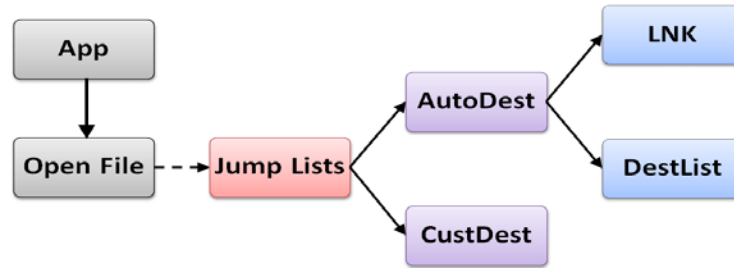 App
Open File
Jump Lists
AutoDest
CustDest
LNK
DestList